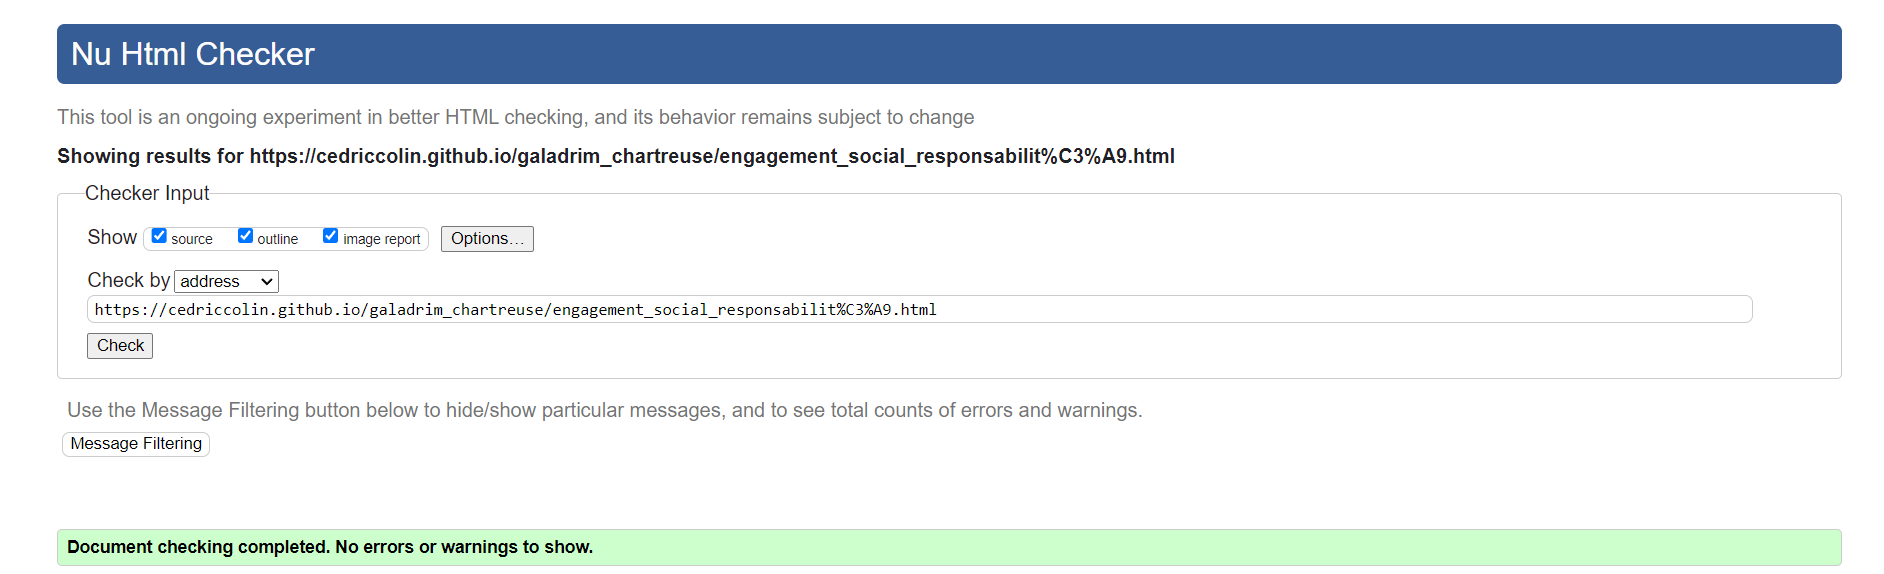 Nu Html Checker
This tool is an ongoing experiment in better HTML checking, and its behavior remains subject to change
Showing results for https://cedriccolin.github.io/galadrim_chartreuse/engagement_social_responsabilit%C3%A9.html
Checker Input
Show source outline image report Options...
Check by address
https://cedriccolin.github.io/galadrim_chartreuse/engagement_social_responsabilit%C3%A9.html
Check
Use the Message Filtering button below to hide/show particular messages, and to see total counts of errors and warnings.
Message Filtering
Document checking completed. No errors or warnings to show.